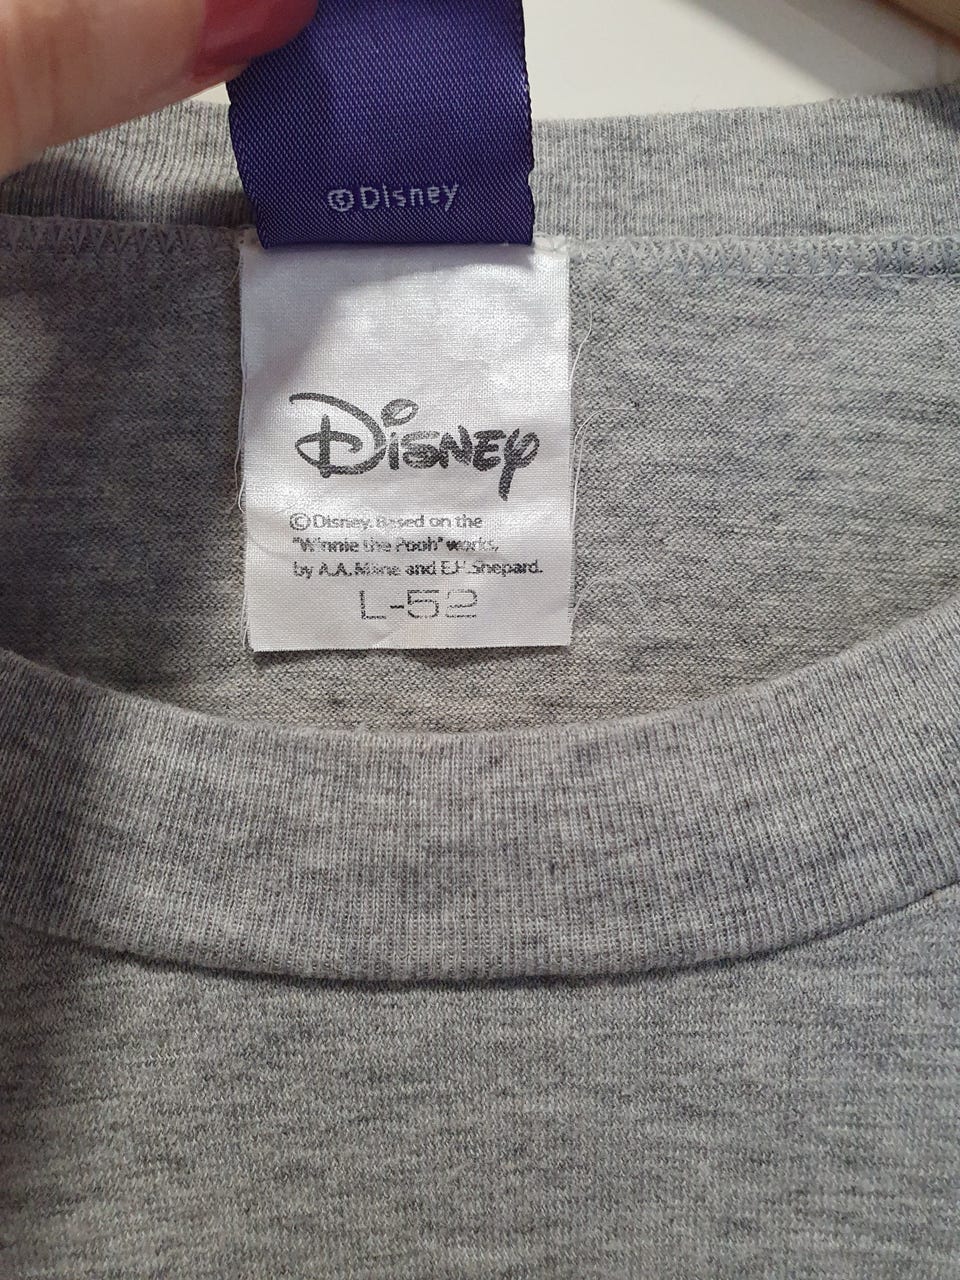 ©Disney
Disney
©Disney. Based on the
"Winnie the Pooh" works,
by A.A. Milne and E.H. Shepard.
L-52